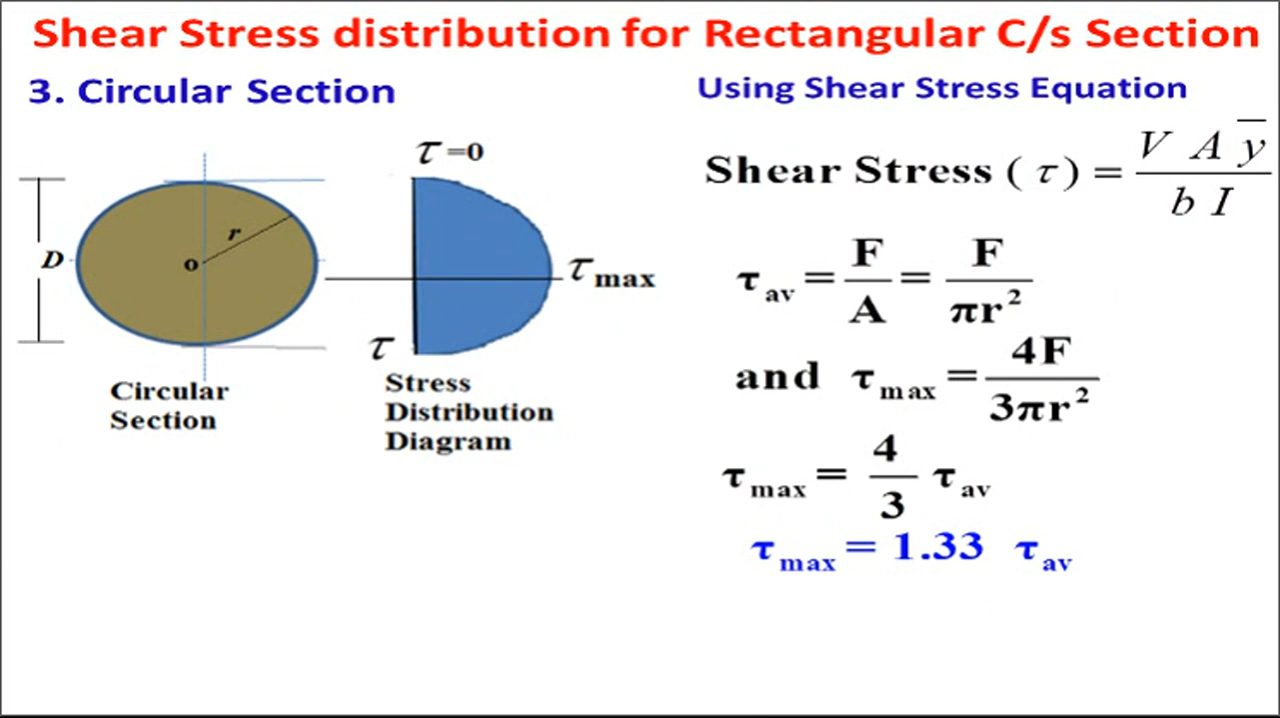 Shear Stress distribution for Rectangular C/s Section
3. Circular Section
τ =0
D
r
o
τ max
τ
Circular
Section
Stress
Distribution
Diagram
Using Shear Stress Equation
Shear Stress ( τ ) = V A y̅ / b I
τ av = F / A = F / πr²
and τ max = 4F / 3πr²
τ max = 4 / 3 τ av
τ max = 1.33 τ av